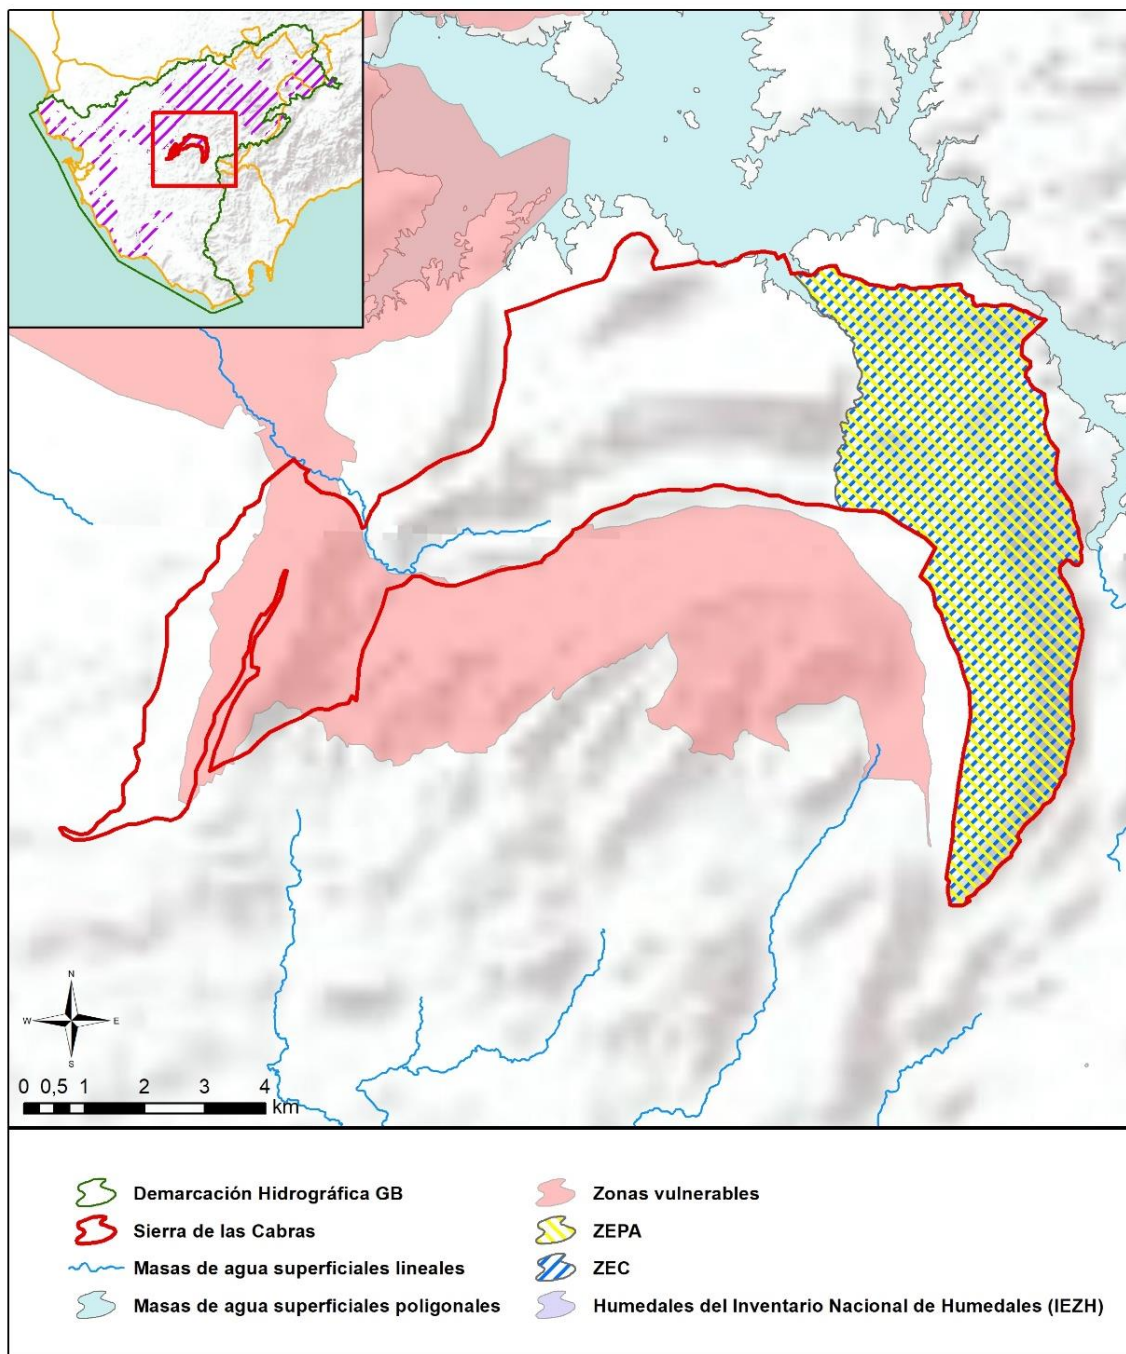 N
W E
S
0 0,5 1 2 3 4
km
Demarcación Hidrográfica GB
Sierra de las Cabras
Masas de agua superficiales lineales
Masas de agua superficiales poligonales
Zonas vulnerables
ZEPA
ZEC
Humedales del Inventario Nacional de Humedales (IEZH)